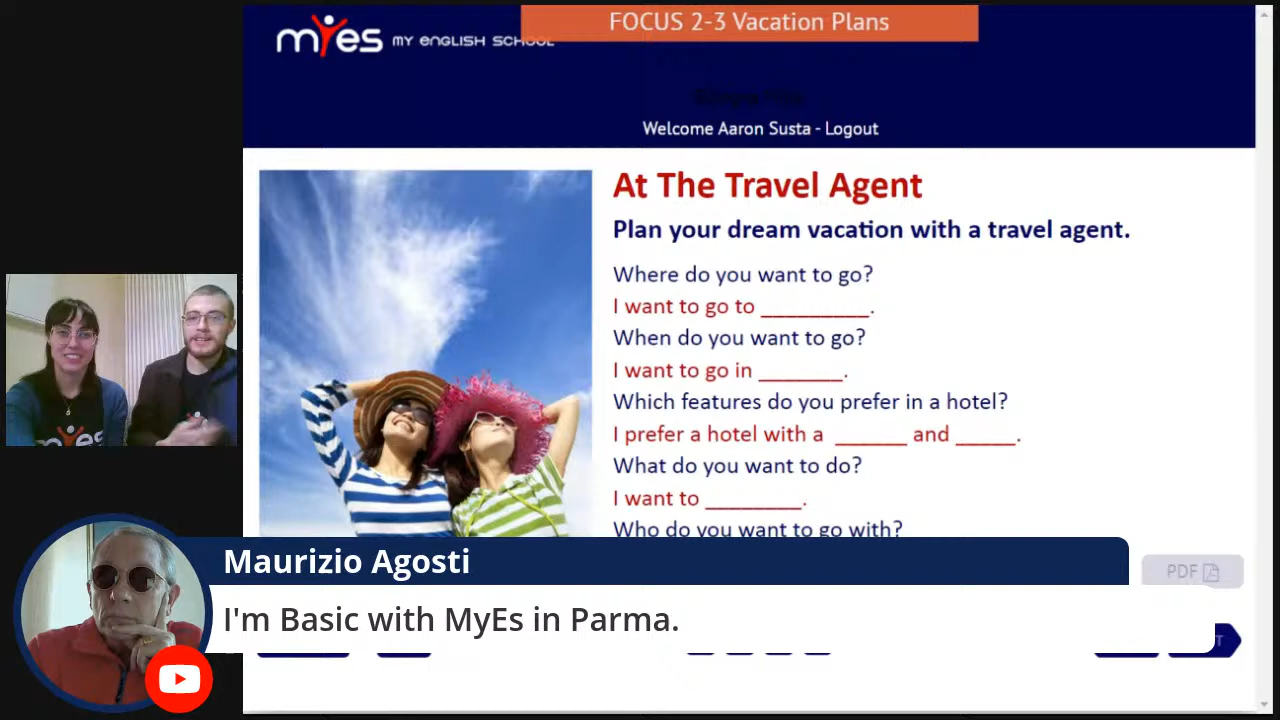 FOCUS 2-3 Vacation Plans
myes MY ENGLISH SCHOOL
Welcome Aaron Susta - Logout
At The Travel Agent
Plan your dream vacation with a travel agent.
Where do you want to go?
I want to go to _________.
When do you want to go?
I want to go in _______.
Which features do you prefer in a hotel?
I prefer a hotel with a ______ and _____.
What do you want to do?
I want to ________.
Who do you want to go with?
Maurizio Agosti
PDF
I'm Basic with MyEs in Parma.